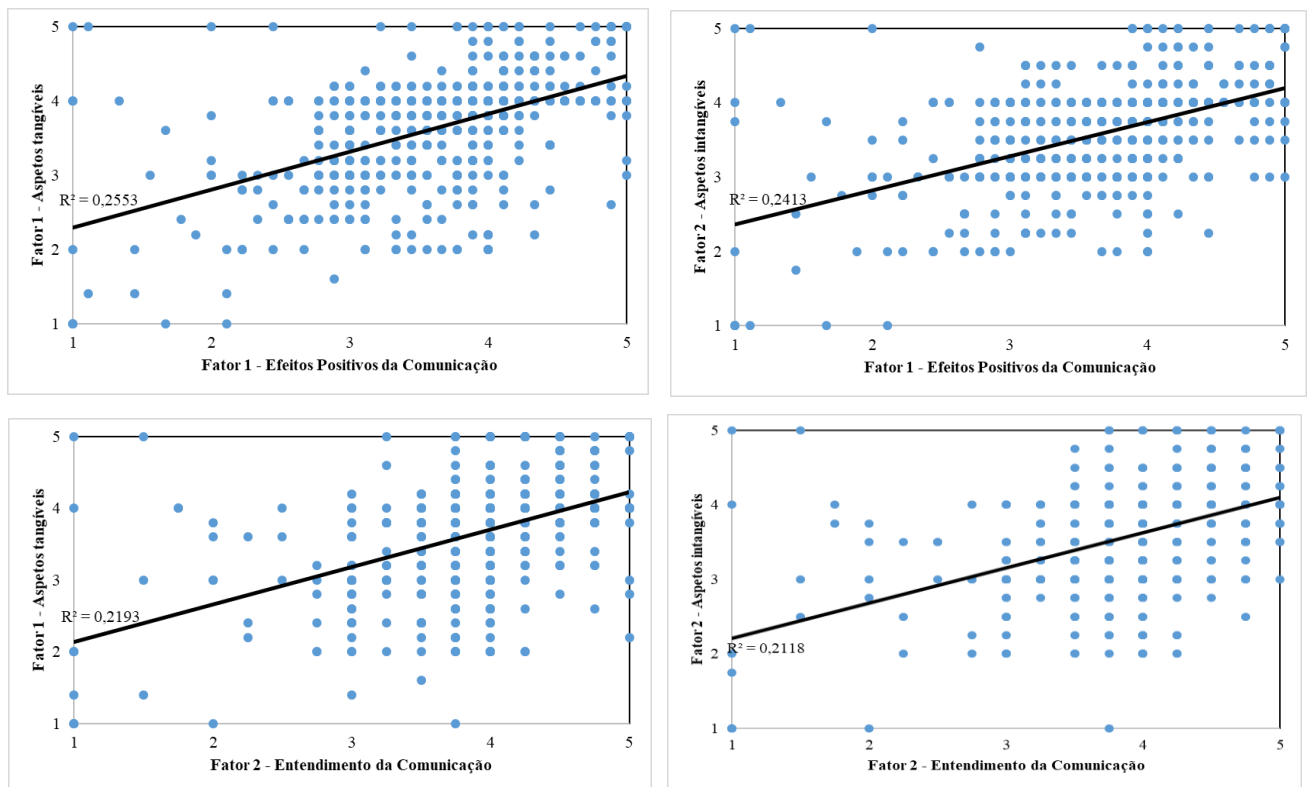 5
4
3
2
1
Fator 1 - Aspetos tangíveis
R² = 0,2553
1 2 3 4 5
Fator 1 - Efeitos Positivos da Comunicação
5
4
3
2
1
Fator 2 - Aspetos intangíveis
R² = 0,2413
1 2 3 4 5
Fator 1 - Efeitos Positivos da Comunicação
5
4
3
2
1
Fator 1 - Aspetos tangíveis
R² = 0,2193
1 2 3 4 5
Fator 2 - Entendimento da Comunicação
5
4
3
2
1
Fator 2 - Aspetos intangíveis
R² = 0,2118
1 2 3 4 5
Fator 2 - Entendimento da Comunicação